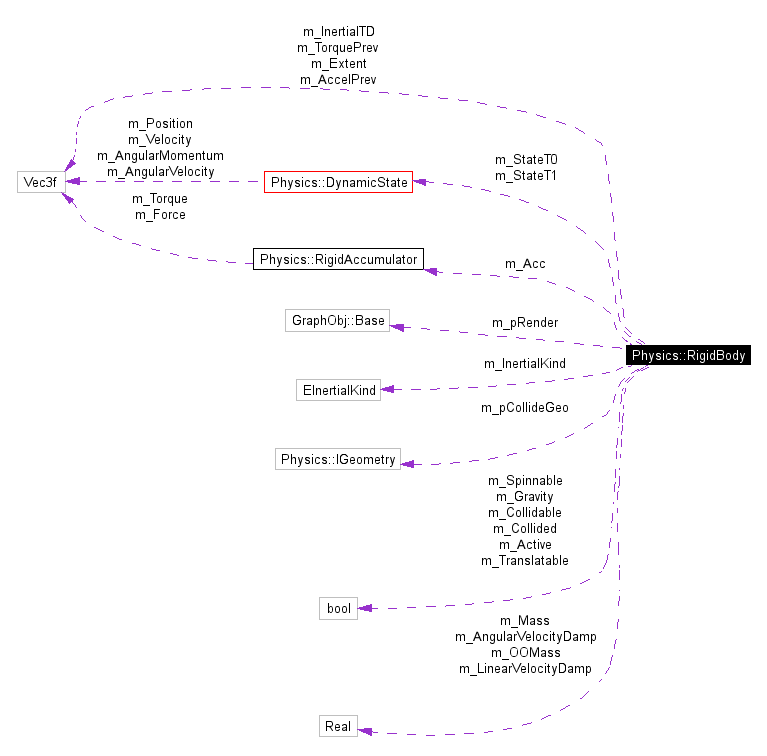 m_InertialTD
m_TorquePrev
m_Extent
m_AccelPrev
m_Position
m_Velocity
m_AngularMomentum
m_AngularVelocity
m_StateT0
m_StateT1
Vec3f
Physics::DynamicState
m_Torque
m_Force
Physics::RigidAccumulator
m_Acc
GraphObj::Base
m_pRender
Physics::RigidBody
m_InertialKind
EInertialKind
m_pCollideGeo
Physics::IGeometry
m_Spinnable
m_Gravity
m_Collidable
m_Collided
m_Active
m_Translatable
bool
m_Mass
m_AngularVelocityDamp
m_OOMass
m_LinearVelocityDamp
Real